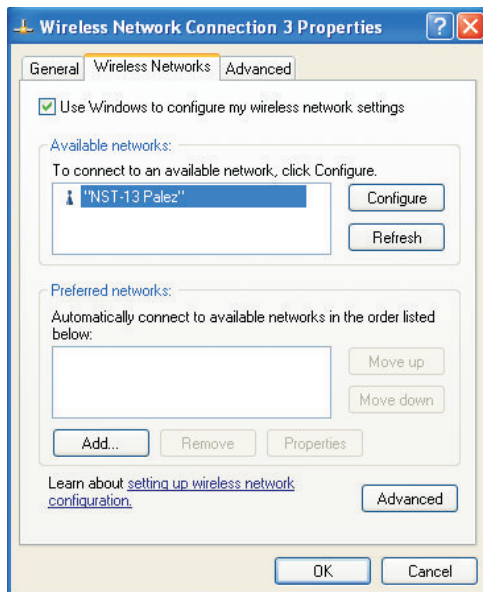 Wireless Network Connection 3 Properties
General Wireless Networks Advanced
Use Windows to configure my wireless network settings
Available networks:
To connect to an available network, click Configure.
"NST-13 Palez"
Configure
Refresh
Preferred networks:
Automatically connect to available networks in the order listed
below:
Move up
Move down
Add... Remove Properties
Learn about setting up wireless network
configuration.
Advanced
OK Cancel